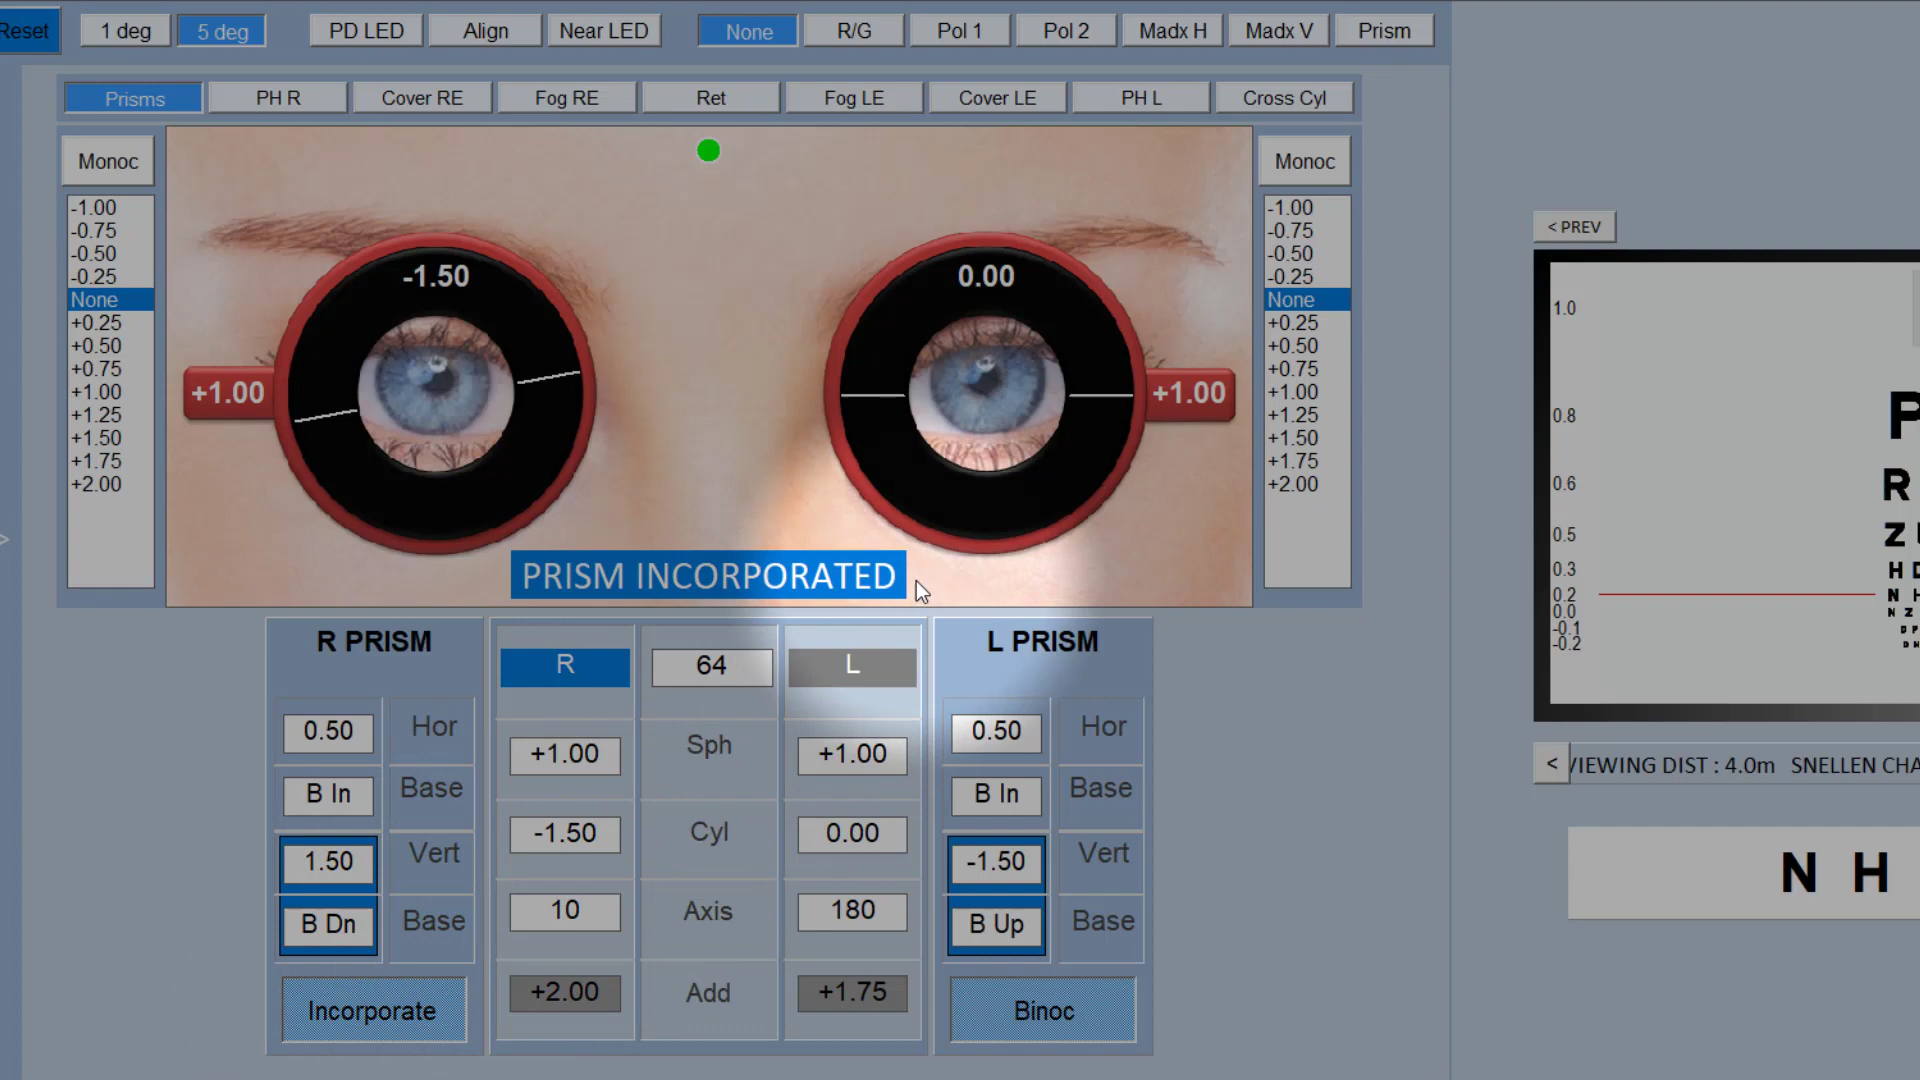 Reset
1 deg
5 deg
PD LED
Align
Near LED
None
R/G
Pol 1
Pol 2
Madx H
Madx V
Prism
Prisms
PH R
Cover RE
Fog RE
Ret
Fog LE
Cover LE
PH L
Cross Cyl
Monoc
-1.00
-0.75
-0.50
-0.25
None
+0.25
+0.50
+0.75
+1.00
+1.25
+1.50
+1.75
+2.00
-1.50
+1.00
0.00
+1.00
PRISM INCORPORATED
Monoc
-1.00
-0.75
-0.50
-0.25
None
+0.25
+0.50
+0.75
+1.00
+1.25
+1.50
+1.75
+2.00
R PRISM
0.50 Hor
B In Base
1.50 Vert
B Dn Base
Incorporate
R 64 L
+1.00 Sph +1.00
-1.50 Cyl 0.00
10 Axis 180
+2.00 Add +1.75
L PRISM
0.50 Hor
B In Base
-1.50 Vert
B Up Base
Binoc
< PREV
1.0
0.8 P
0.6 R
0.5 Z
0.3 H D
0.2 N H
0.0 N Z
-0.1 D F
-0.2
< VIEWING DIST : 4.0m SNELLEN CHA
N H